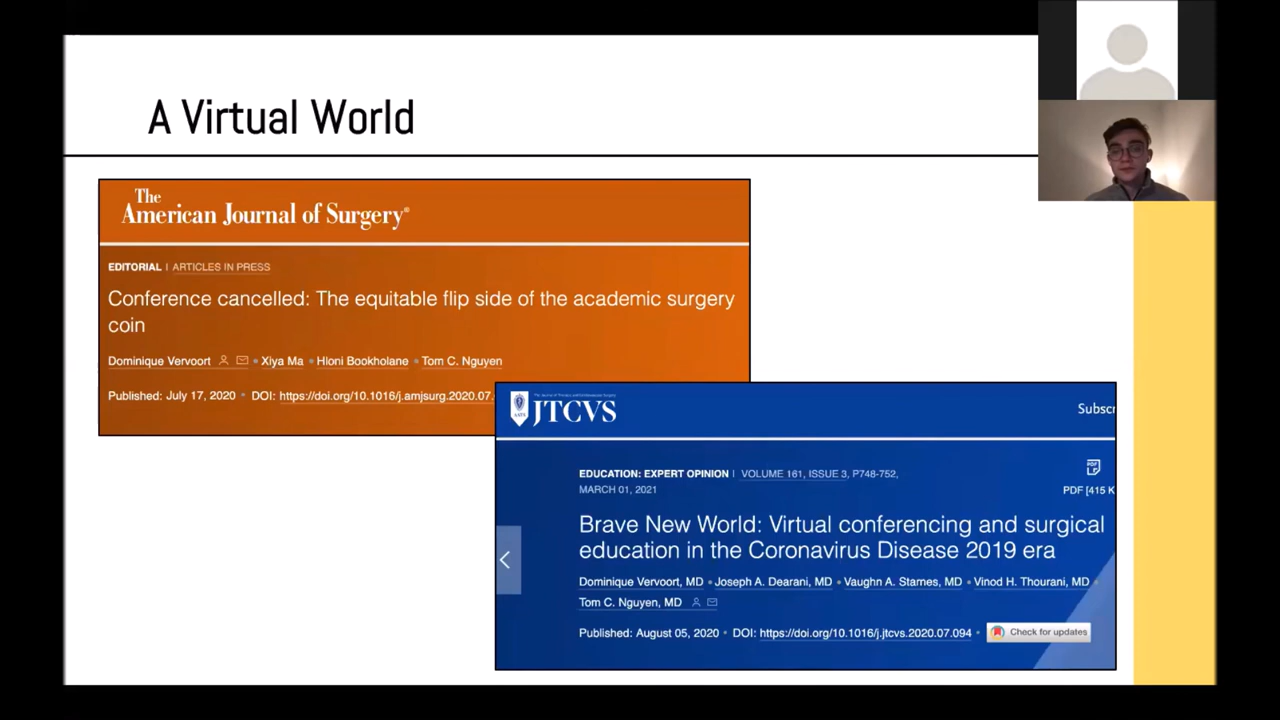 A Virtual World
The
American Journal of Surgery®
EDITORIAL | ARTICLES IN PRESS
Conference cancelled: The equitable flip side of the academic surgery
coin
Dominique Vervoort • Xiya Ma • Hloni Bookholane • Tom C. Nguyen
Published: July 17, 2020 • DOI: https://doi.org/10.1016/j.amjsurg.2020.07.
JTCVS
Subscr
EDUCATION: EXPERT OPINION | VOLUME 161, ISSUE 3, P748-752,
MARCH 01, 2021
PDF
PDF [415 K
Brave New World: Virtual conferencing and surgical
education in the Coronavirus Disease 2019 era
Dominique Vervoort, MD • Joseph A. Dearani, MD • Vaughn A. Starnes, MD • Vinod H. Thourani, MD •
Tom C. Nguyen, MD
Published: August 05, 2020 • DOI: https://doi.org/10.1016/j.jtcvs.2020.07.094 •
Check for updates